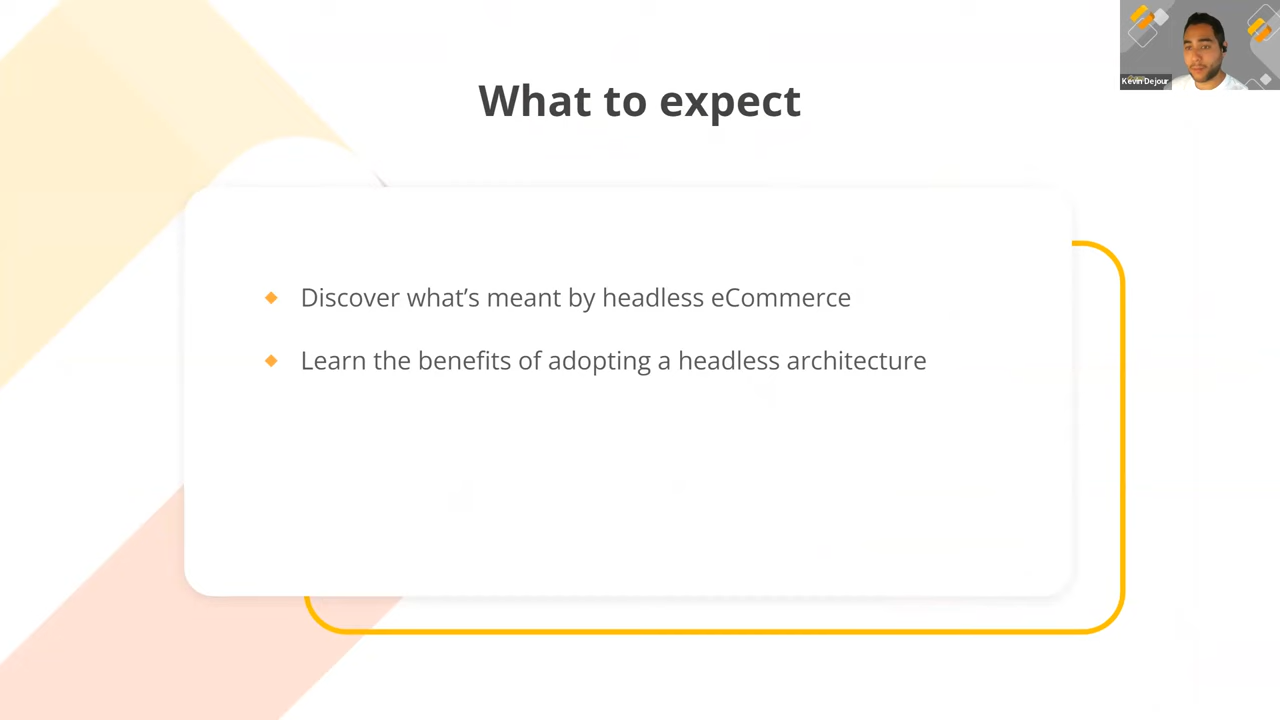 What to expect
Kevin Dejour
Discover what’s meant by headless eCommerce
Learn the benefits of adopting a headless architecture